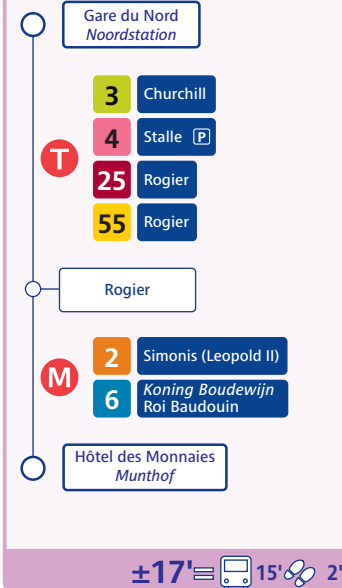 Gare du Nord
Noordstation
T
3 Churchill
4 Stalle P
25 Rogier
55 Rogier
Rogier
M
2 Simonis (Leopold II)
6 Koning Boudewijn
Roi Baudouin
Hôtel des Monnaies
Munthof
±17'= 15' 2'